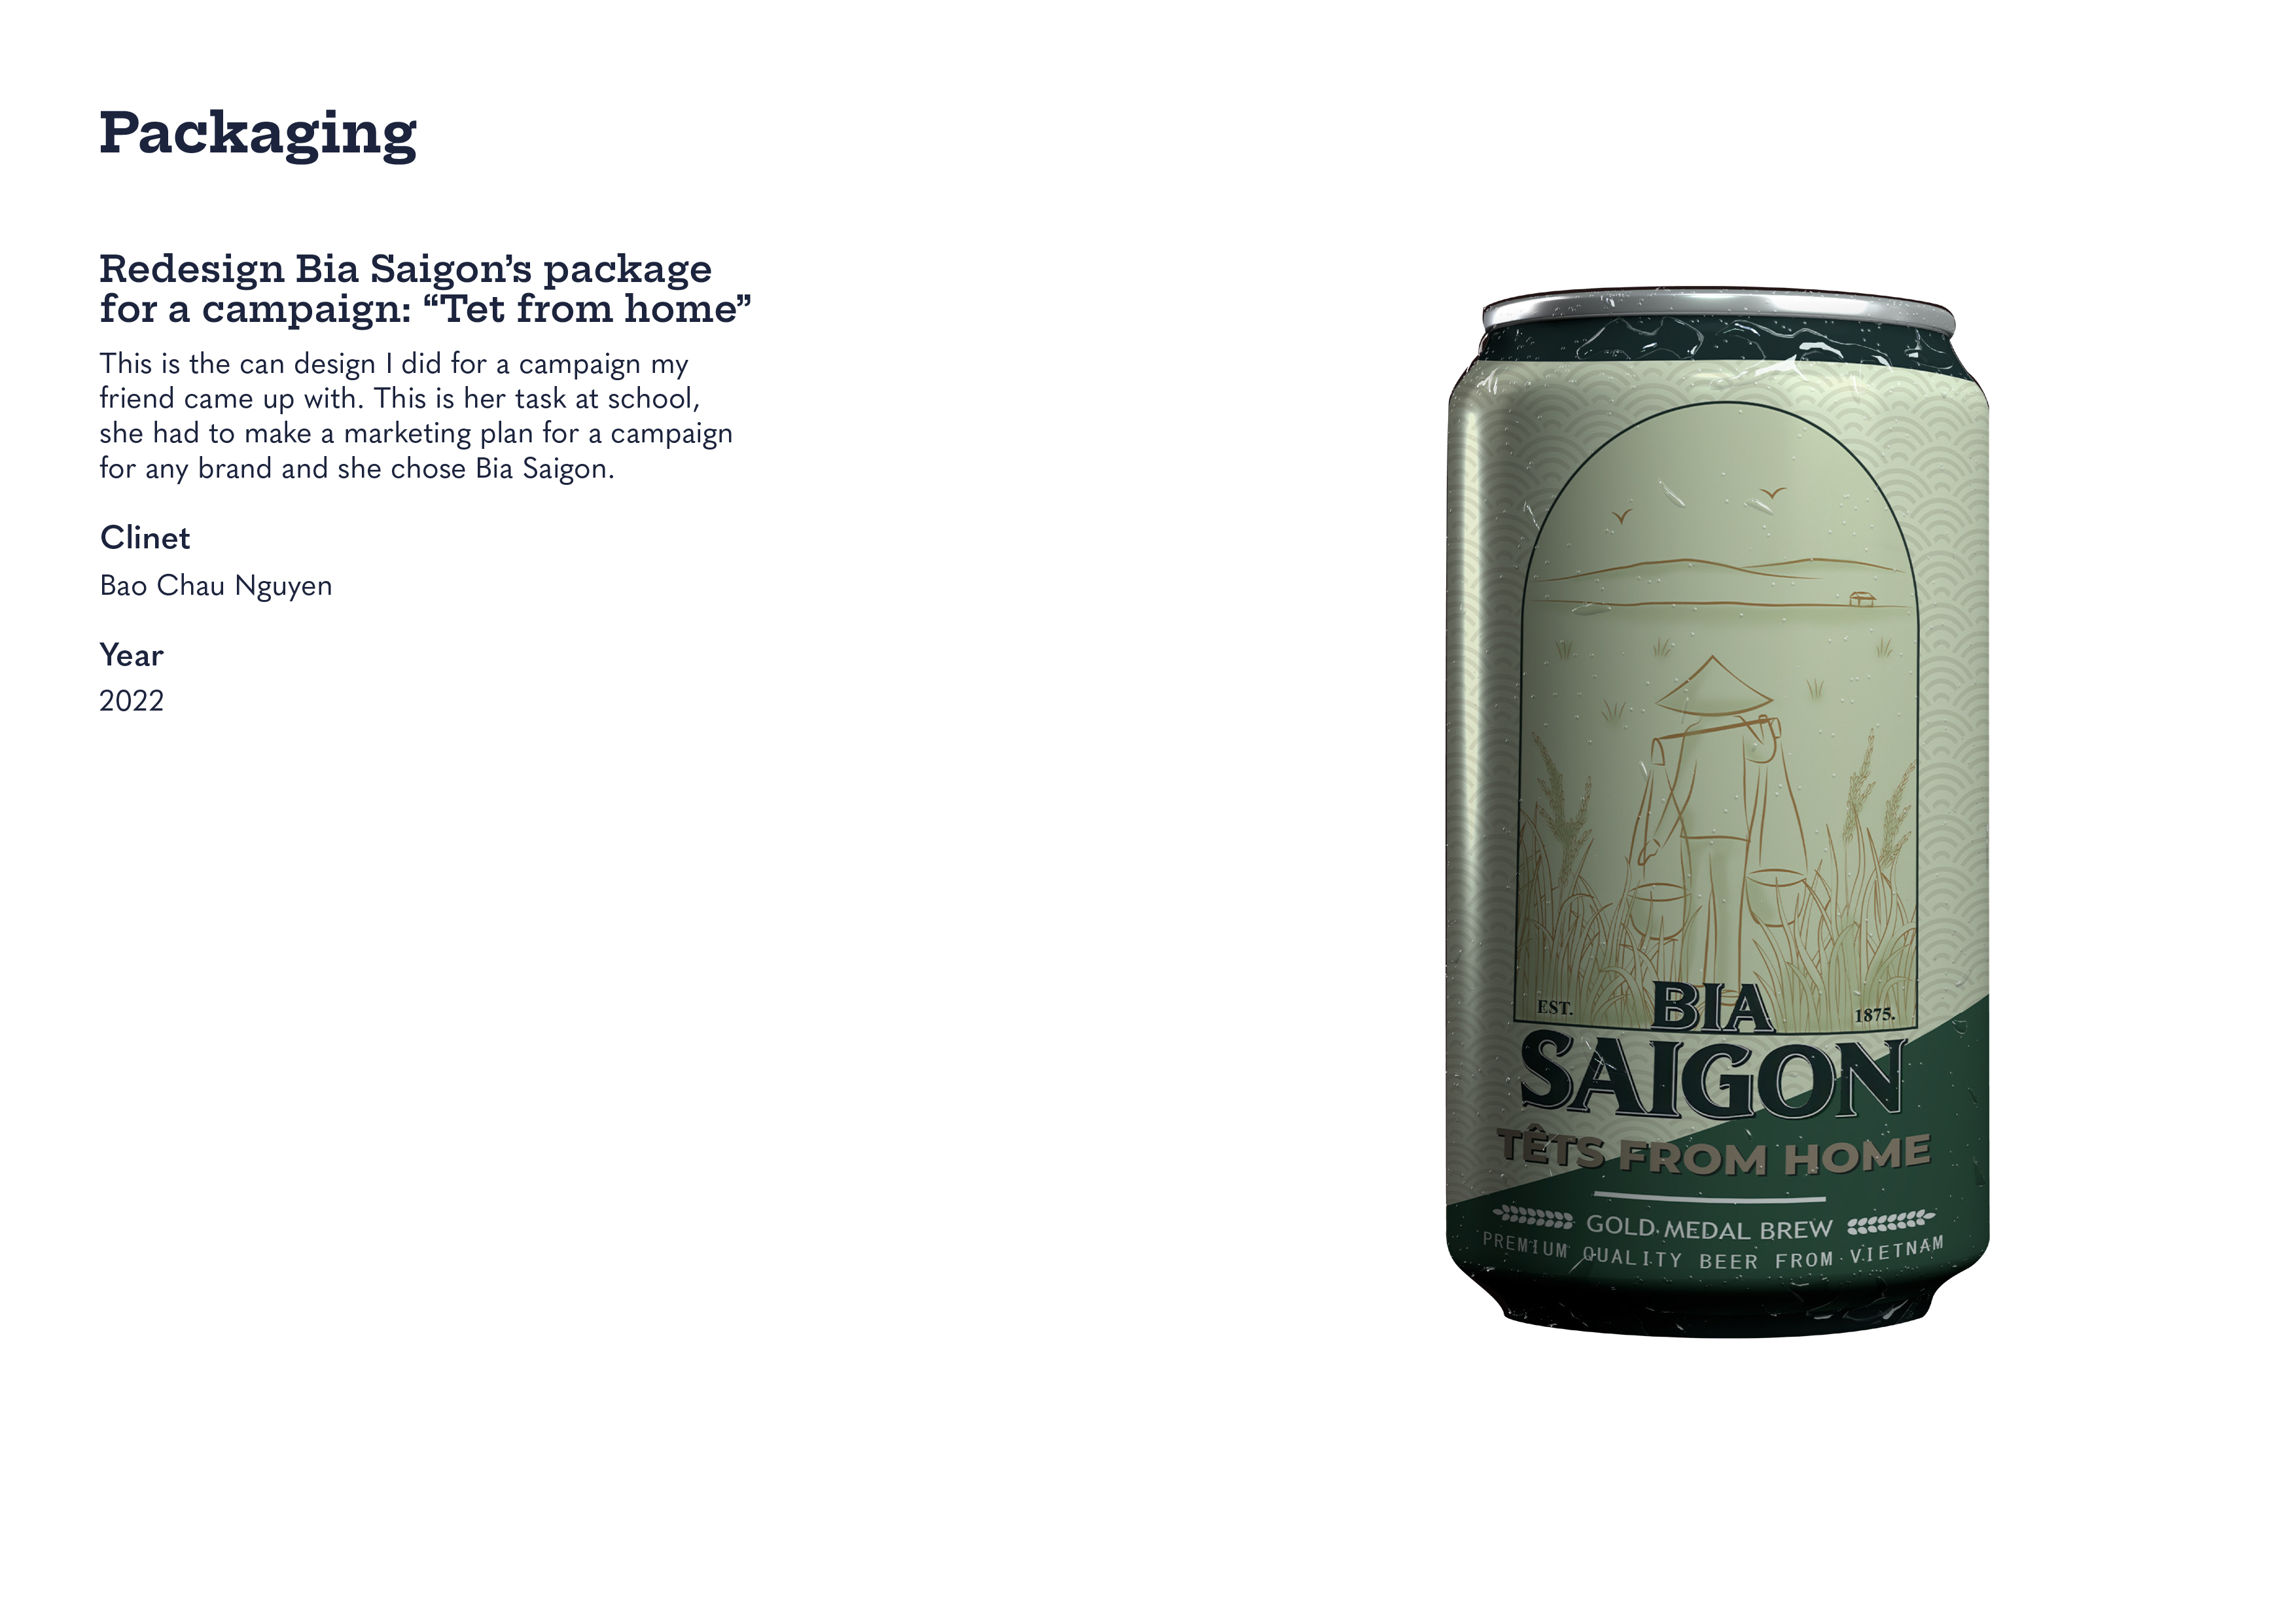 Packaging
Redesign Bia Saigon’s package
for a campaign: “Tet from home”
This is the can design I did for a campaign my
friend came up with. This is her task at school,
she had to make a marketing plan for a campaign
for any brand and she chose Bia Saigon.
Clinet
Bao Chau Nguyen
Year
2022
EST.
1875.
BIA
SAIGON
TÊTS FROM HOME
GOLD MEDAL BREW
PREMIUM QUALITY BEER FROM VIETNAM